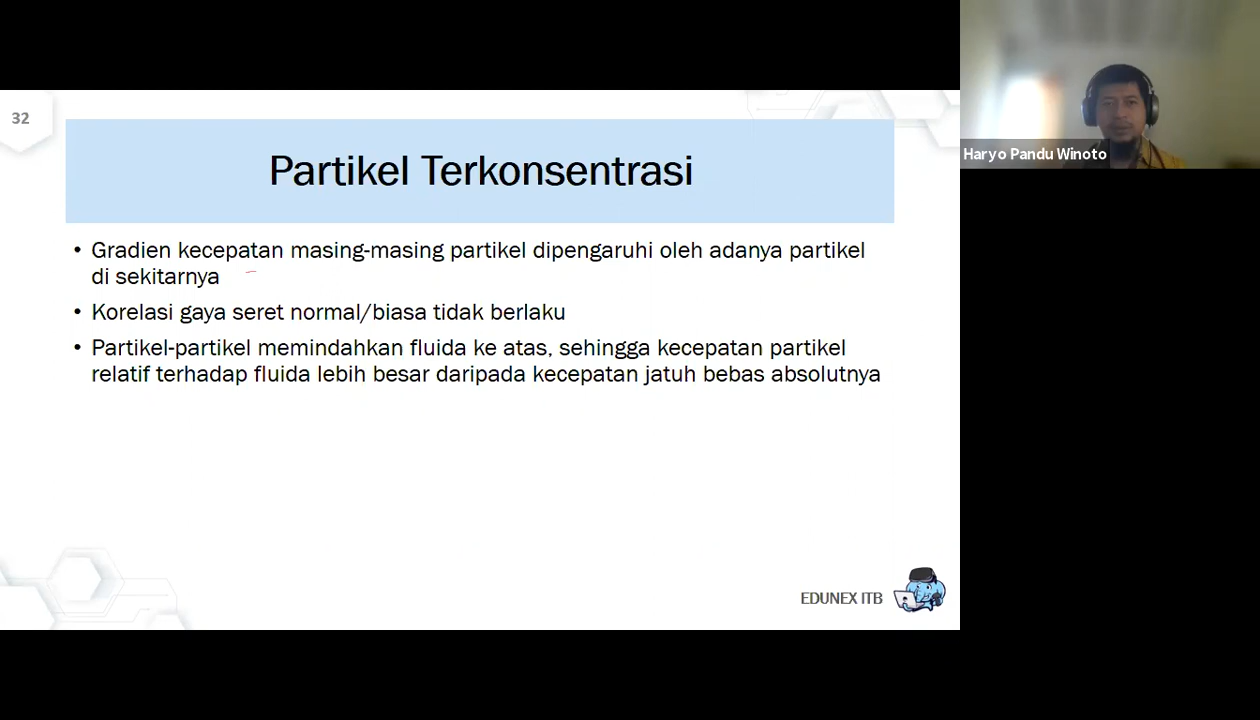 32
Partikel Terkonsentrasi
Haryo Pandu Winoto
• Gradien kecepatan masing-masing partikel dipengaruhi oleh adanya partikel
di sekitarnya
• Korelasi gaya seret normal/biasa tidak berlaku
• Partikel-partikel memindahkan fluida ke atas, sehingga kecepatan partikel
relatif terhadap fluida lebih besar daripada kecepatan jatuh bebas absolutnya
EDUNEX ITB